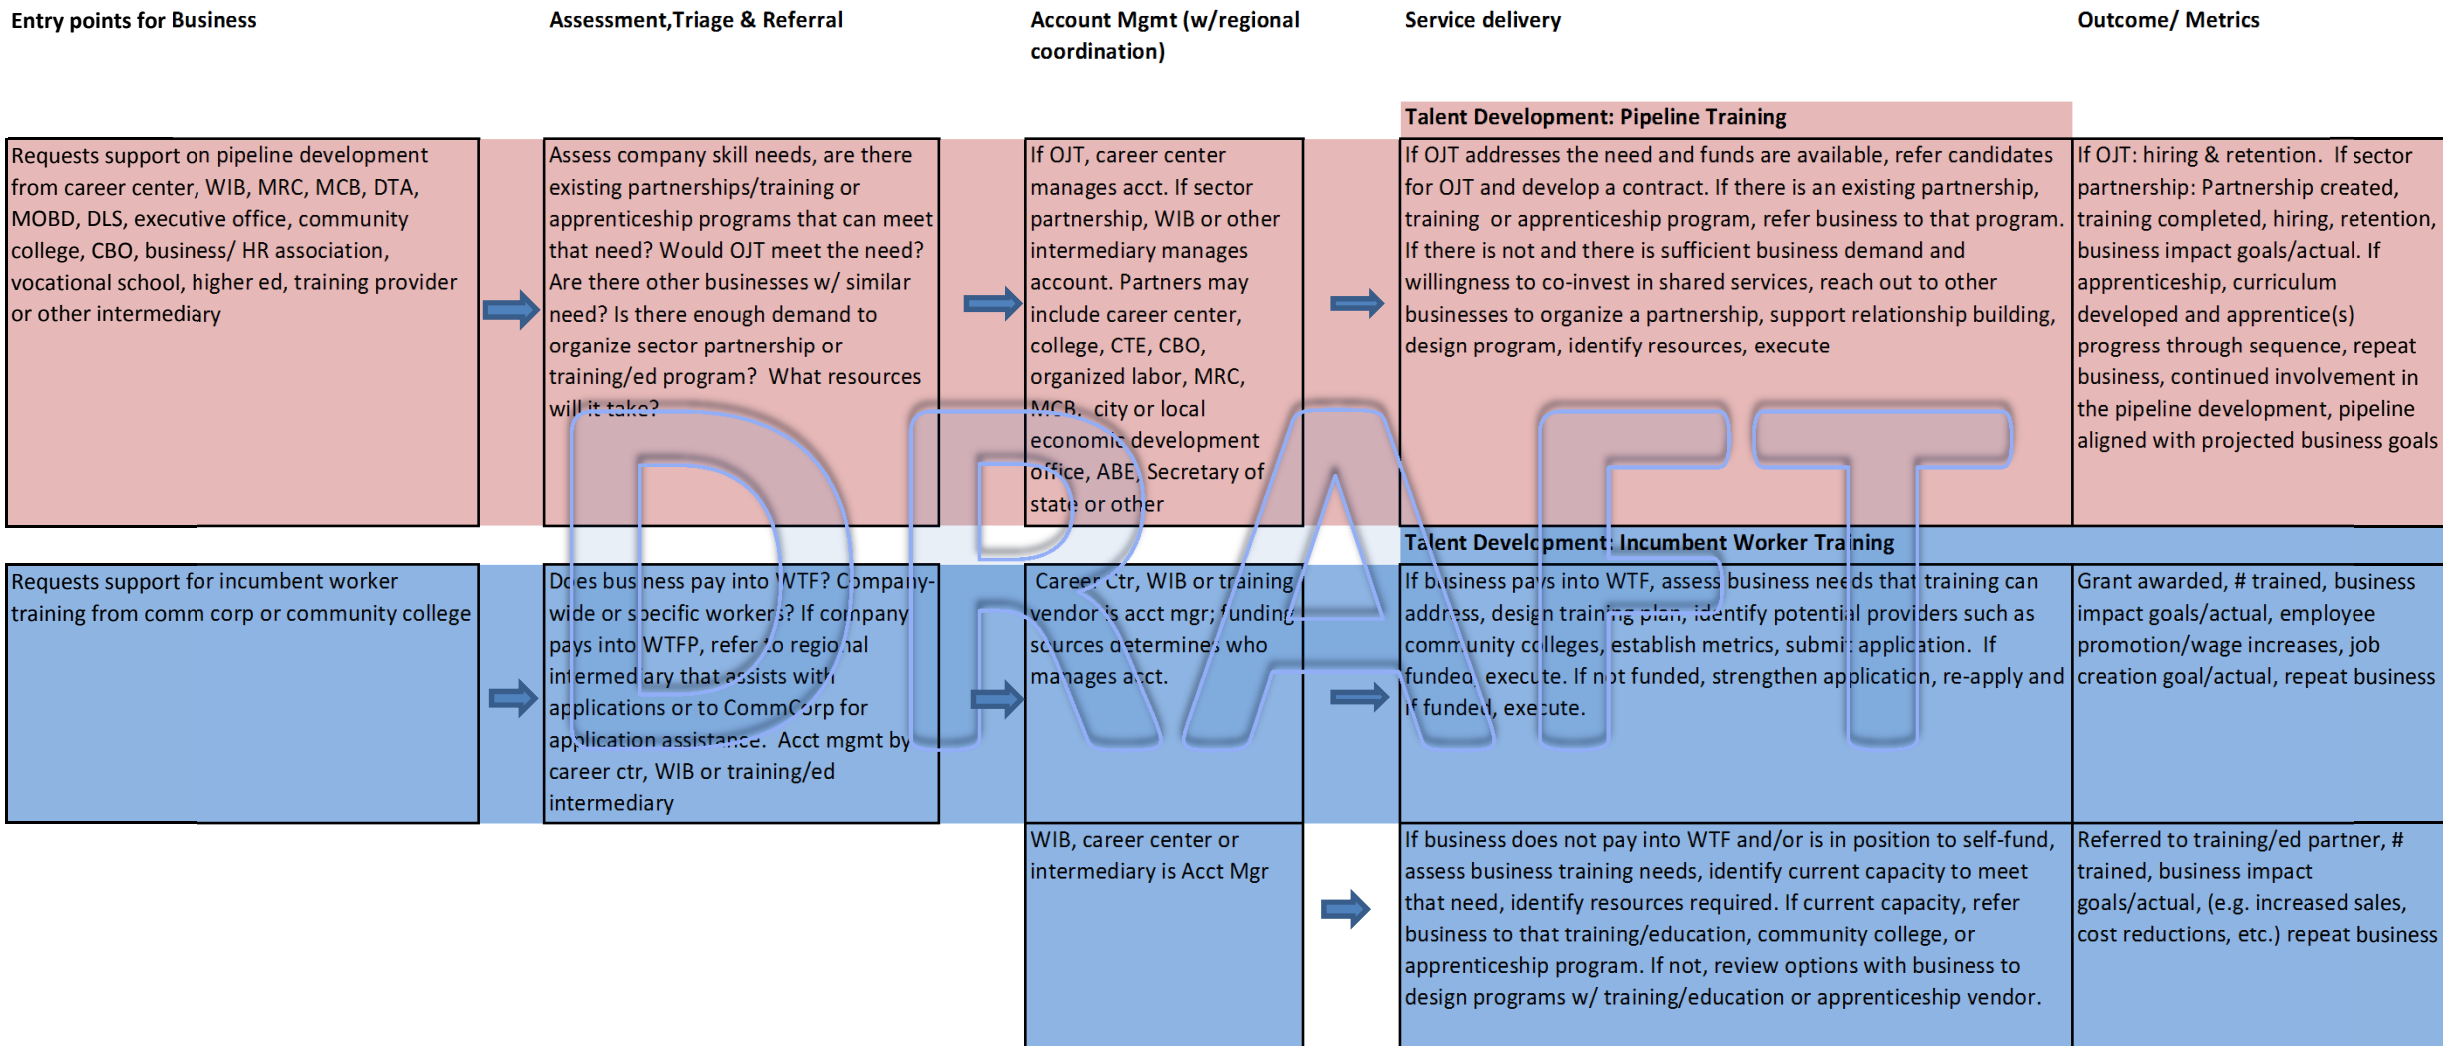 Entry points for Business
Assessment,Triage & Referral
Account Mgmt (w/regional
coordination)
Service delivery
Outcome/ Metrics
Talent Development: Pipeline Training
Requests support on pipeline development
from career center, WIB, MRC, MCB, DTA,
MOBD, DLS, executive office, community
college, CBO, business/ HR association,
vocational school, higher ed, training provider
or other intermediary
Assess company skill needs, are there
existing partnerships/training or
apprenticeship programs that can meet
that need? Would OJT meet the need?
Are there other businesses w/ similar
need? Is there enough demand to
organize sector partnership or
training/ed program?  What resources
will it take?
If OJT, career center
manages acct. If sector
partnership, WIB or other
intermediary manages
account. Partners may
include career center,
college, CTE, CBO,
organized labor, MRC,
MCB.  city or local
economic development
office, ABE, Secretary of
state or other
If OJT addresses the need and funds are available, refer candidates
for OJT and develop a contract. If there is an existing partnership,
training  or apprenticeship program, refer business to that program.
If there is not and there is sufficient business demand and
willingness to co-invest in shared services, reach out to other
businesses to organize a partnership, support relationship building,
design program, identify resources, execute
If OJT: hiring & retention.  If sector
partnership: Partnership created,
training completed, hiring, retention,
business impact goals/actual. If
apprenticeship, curriculum
developed and apprentice(s)
progress through sequence, repeat
business, continued involvement in
the pipeline development, pipeline
aligned with projected business goals
DRAFT
Talent Development: Incumbent Worker Training
Requests support for incumbent worker
training from comm corp or community college
Does business pay into WTF? Company-
wide or specific workers? If company
pays into WTFP, refer to regional
intermediary that assists with
applications or to CommCorp for
application assistance.  Acct mgmt by
career ctr, WIB or training/ed
intermediary
Career Ctr, WIB or training
vendor is acct mgr; funding
sources determines who
manages acct.
If business pays into WTF, assess business needs that training can
address, design training plan, identify potential providers such as
community colleges, establish metrics, submit application.  If
funded, execute. If not funded, strengthen application, re-apply and
if funded, execute.
Grant awarded, # trained, business
impact goals/actual, employee
promotion/wage increases, job
creation goal/actual, repeat business
WIB, career center or
intermediary is Acct Mgr
If business does not pay into WTF and/or is in position to self-fund,
assess business training needs, identify current capacity to meet
that need, identify resources required. If current capacity, refer
business to that training/education, community college, or
apprenticeship program. If not, review options with business to
design programs w/ training/education or apprenticeship vendor.
Referred to training/ed partner, #
trained, business impact
goals/actual, (e.g. increased sales,
cost reductions, etc.) repeat business